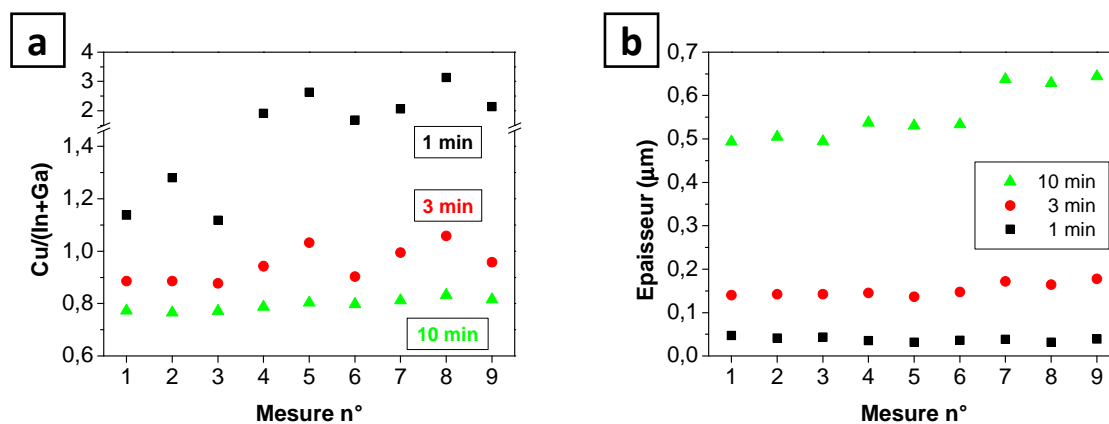 a
Cu/(In+Ga)
4
3
2
1,4
1,2
1,0
0,8
0,6
1 min
3 min
10 min
1 2 3 4 5 6 7 8 9
Mesure n°
b
Epaisseur (μm)
0,7
0,6
0,5
0,4
0,3
0,2
0,1
0,0
10 min
3 min
1 min
1 2 3 4 5 6 7 8 9
Mesure n°